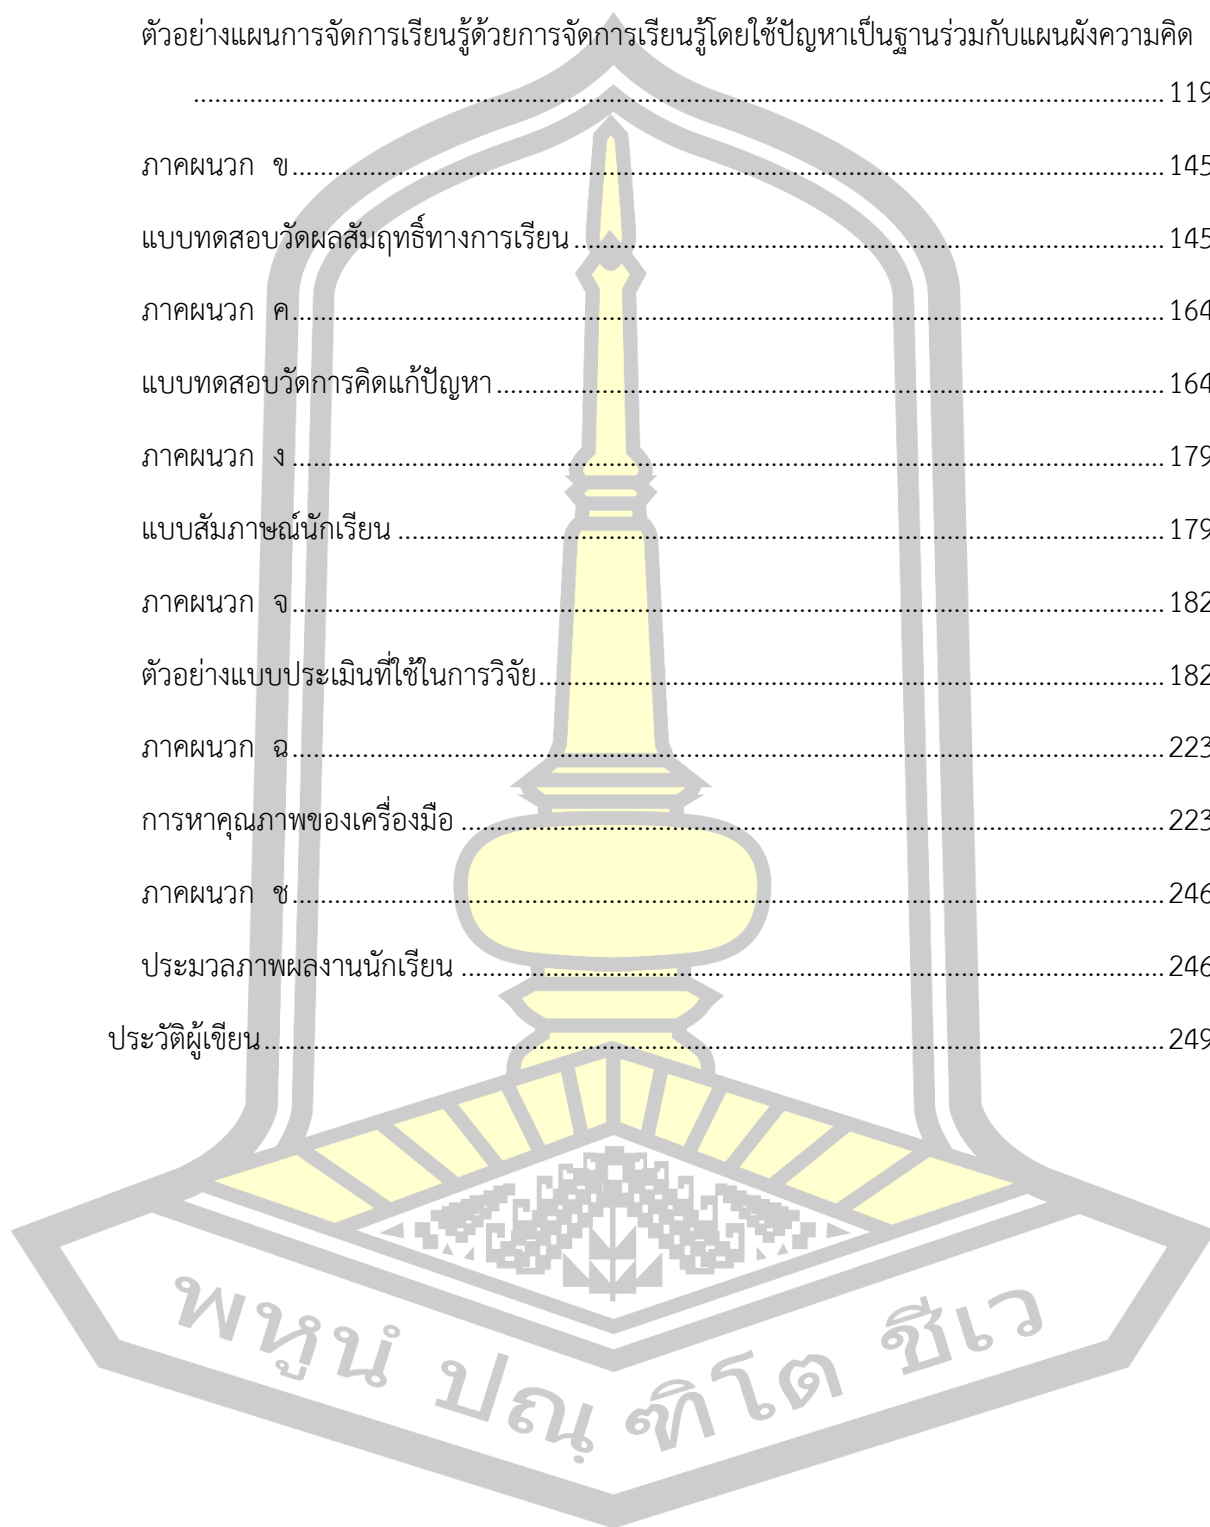 ตัวอย่างแผนการจัดการเรียนรู้ด้วยการจัดการเรียนรู้โดยใช้ปัญหาเป็นฐานร่วมกับแผนผังความคิด
........................................................................ 119
ภาคผนวก ข........................................................................ 145
แบบทดสอบวัดผลสัมฤทธิ์ทางการเรียน ........................................................................ 145
ภาคผนวก ค........................................................................ 164
แบบทดสอบวัดการคิดแก้ปัญหา ........................................................................ 164
ภาคผนวก ง ........................................................................ 179
แบบสัมภาษณ์นักเรียน ........................................................................ 179
ภาคผนวก จ........................................................................ 182
ตัวอย่างแบบประเมินที่ใช้ในการวิจัย........................................................................ 182
ภาคผนวก ฉ........................................................................ 223
การหาคุณภาพของเครื่องมือ ........................................................................ 223
ภาคผนวก ช........................................................................ 246
ประมวลภาพผลงานนักเรียน ........................................................................ 246
ประวัติผู้เขียน........................................................................ 249
พหูนํ ปณฺฑิโต ชีเว